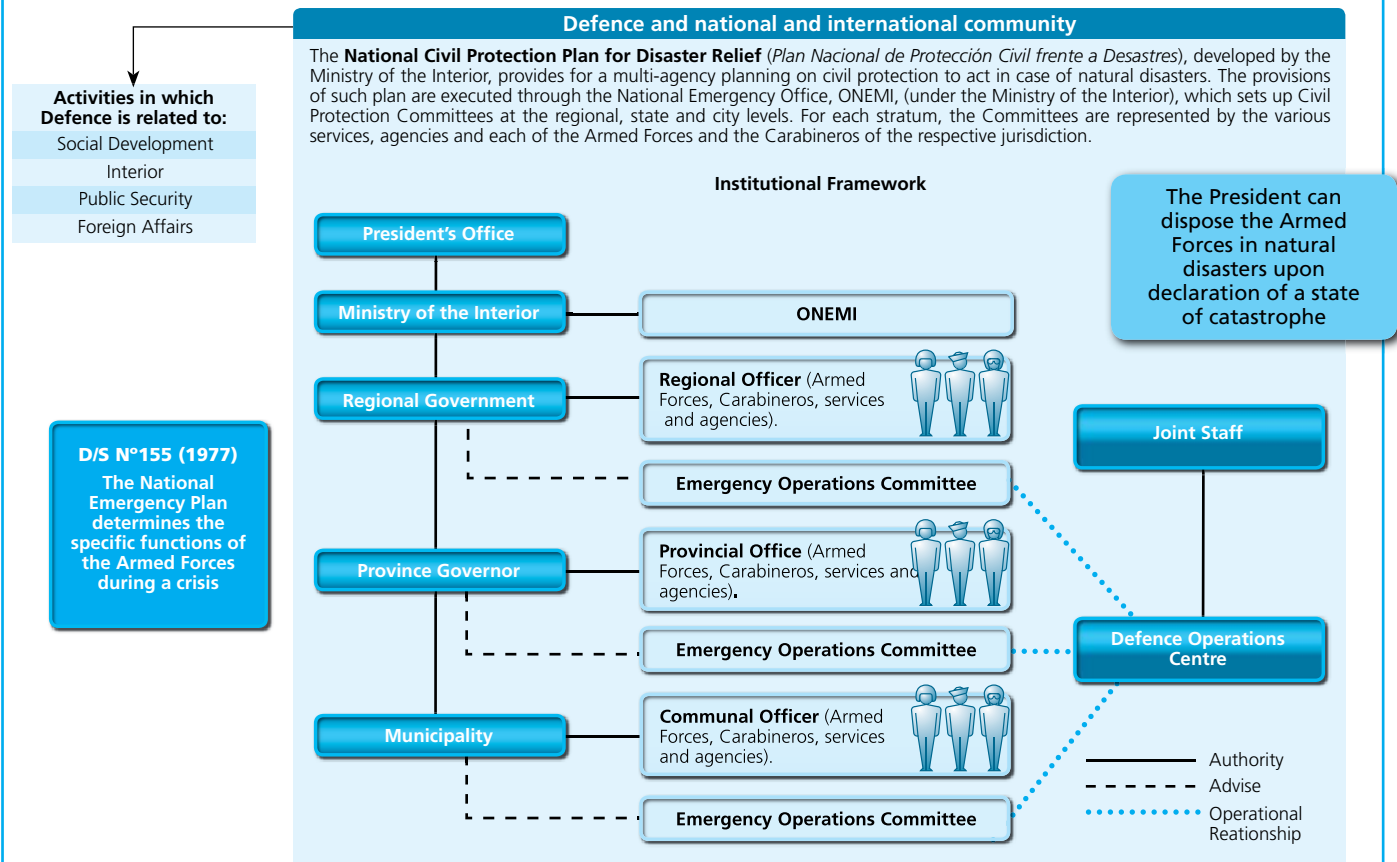 Defence and national and international community
The National Civil Protection Plan for Disaster Relief (Plan Nacional de Protección Civil frente a Desastres), developed by the
Ministry of the Interior, provides for a multi-agency planning on civil protection to act in case of natural disasters. The provisions
of such plan are executed through the National Emergency Office, ONEMI, (under the Ministry of the Interior), which sets up Civil
Protection Committees at the regional, state and city levels. For each stratum, the Committees are represented by the various
services, agencies and each of the Armed Forces and the Carabineros of the respective jurisdiction.
Activities in which
Defence is related to:
Social Development
Interior
Public Security
Foreign Affairs
Institutional Framework
The President can
dispose the Armed
Forces in natural
disasters upon
declaration of a state
of catastrophe
President's Office
Ministry of the Interior
ONEMI
Regional Government
Regional Officer (Armed
Forces, Carabineros, services
and agencies).
Emergency Operations Committee
Joint Staff
D/S Nº155 (1977)
The National
Emergency Plan
determines the
specific functions of
the Armed Forces
during a crisis
Province Governor
Provincial Office (Armed
Forces, Carabineros, services and
agencies).
Emergency Operations Committee
Defence Operations
Centre
Municipality
Communal Officer (Armed
Forces, Carabineros, services
and agencies).
Emergency Operations Committee
Authority
Advise
Operational
Reationship